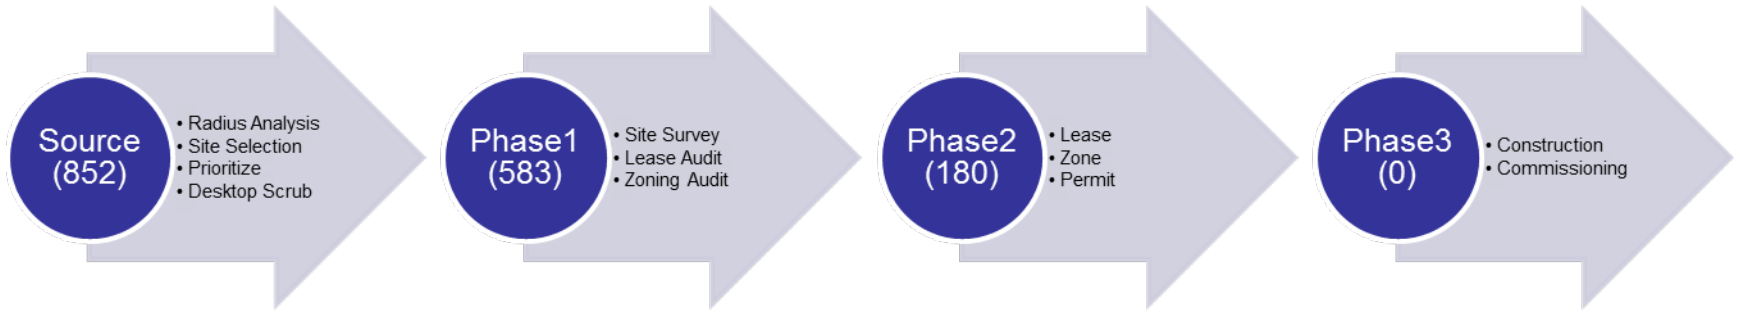 Source
(852)
• Radius Analysis
• Site Selection
• Prioritize
• Desktop Scrub
Phase1
(583)
• Site Survey
• Lease Audit
• Zoning Audit
Phase2
(180)
• Lease
• Zone
• Permit
Phase3
(0)
• Construction
• Commissioning